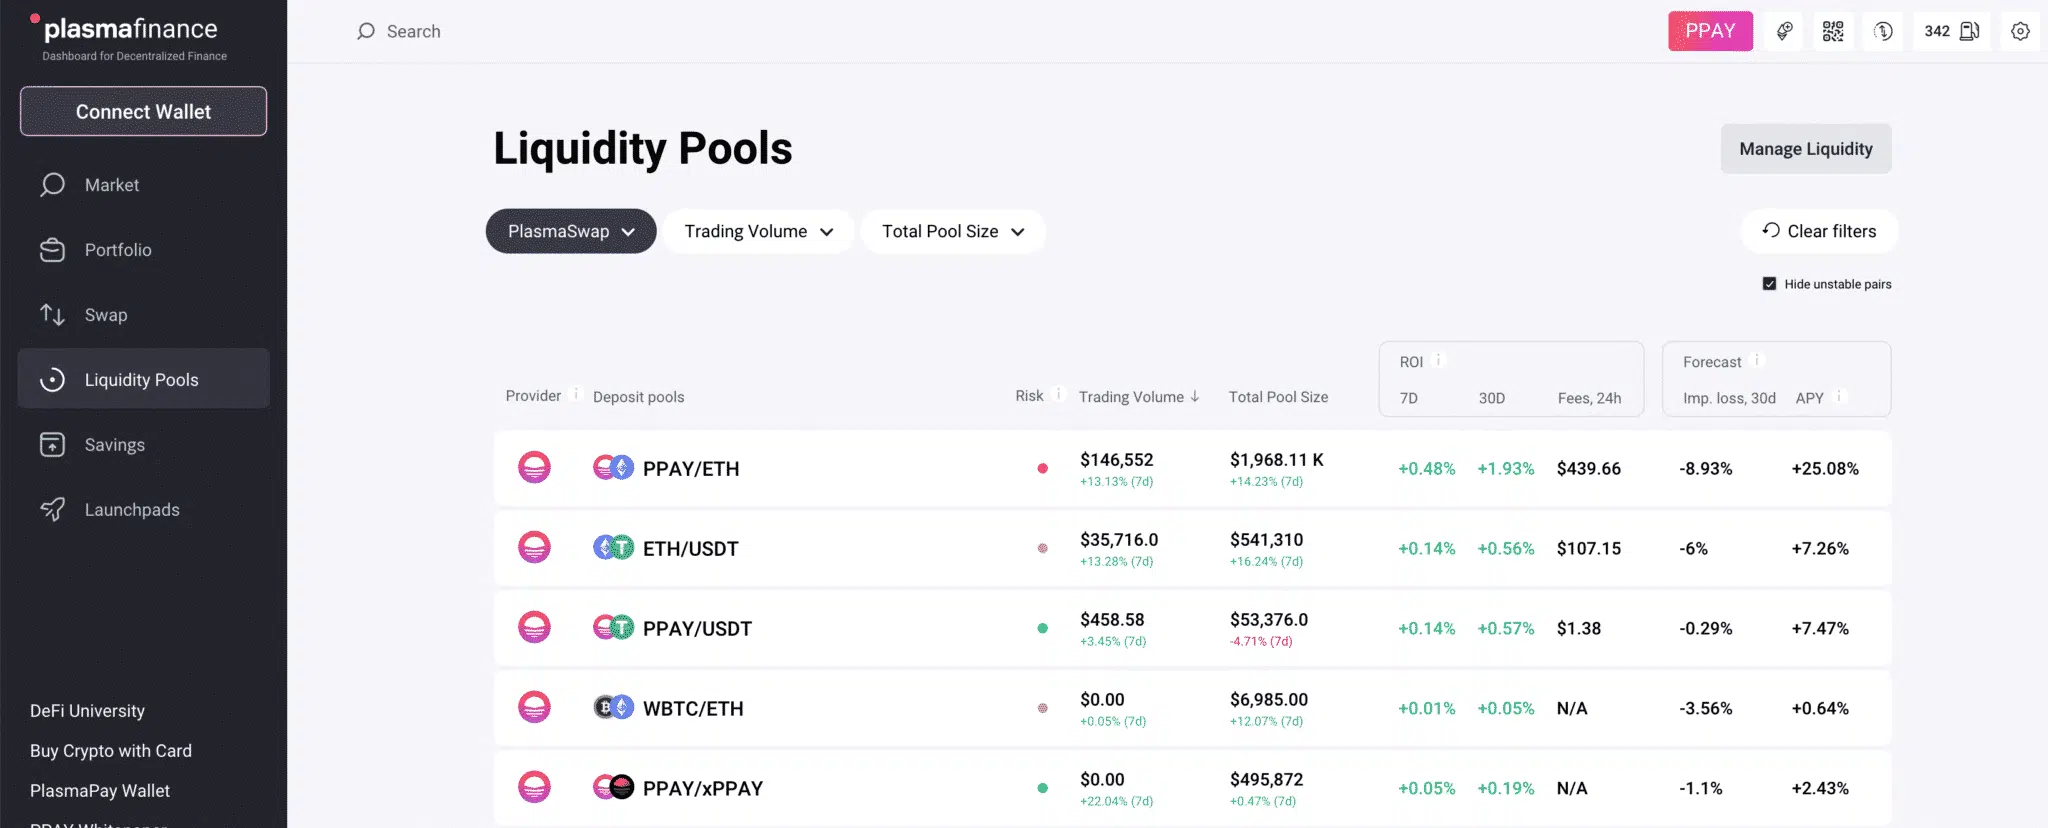 plasmafinance
Dashboard for Decentralized Finance
Connect Wallet
Market
Portfolio
Swap
Liquidity Pools
Savings
Launchpads
DeFi University
Buy Crypto with Card
PlasmaPay Wallet
PPAY Whitepaper
Search
PPAY
342
Liquidity Pools
Manage Liquidity
PlasmaSwap
Trading Volume
Total Pool Size
Clear filters
Hide unstable pairs
ROI
Forecast
Provider Deposit pools Risk Trading Volume ↓ Total Pool Size 7D 30D Fees, 24h Imp. loss, 30d APY
PPAY/ETH $146,552 $1,968.11 K +0.48% +1.93% $439.66 -8.93% +25.08%
+13.13% (7d) +14.23% (7d)
ETH/USDT $35,716.0 $541,310 +0.14% +0.56% $107.15 -6% +7.26%
+13.28% (7d) +16.24% (7d)
PPAY/USDT $458.58 $53,376.0 +0.14% +0.57% $1.38 -0.29% +7.47%
+3.45% (7d) -4.71% (7d)
WBTC/ETH $0.00 $6,985.00 +0.01% +0.05% N/A -3.56% +0.64%
+0.05% (7d) +12.07% (7d)
PPAY/xPPAY $0.00 $495,872 +0.05% +0.19% N/A -1.1% +2.43%
+22.04% (7d) +0.47% (7d)